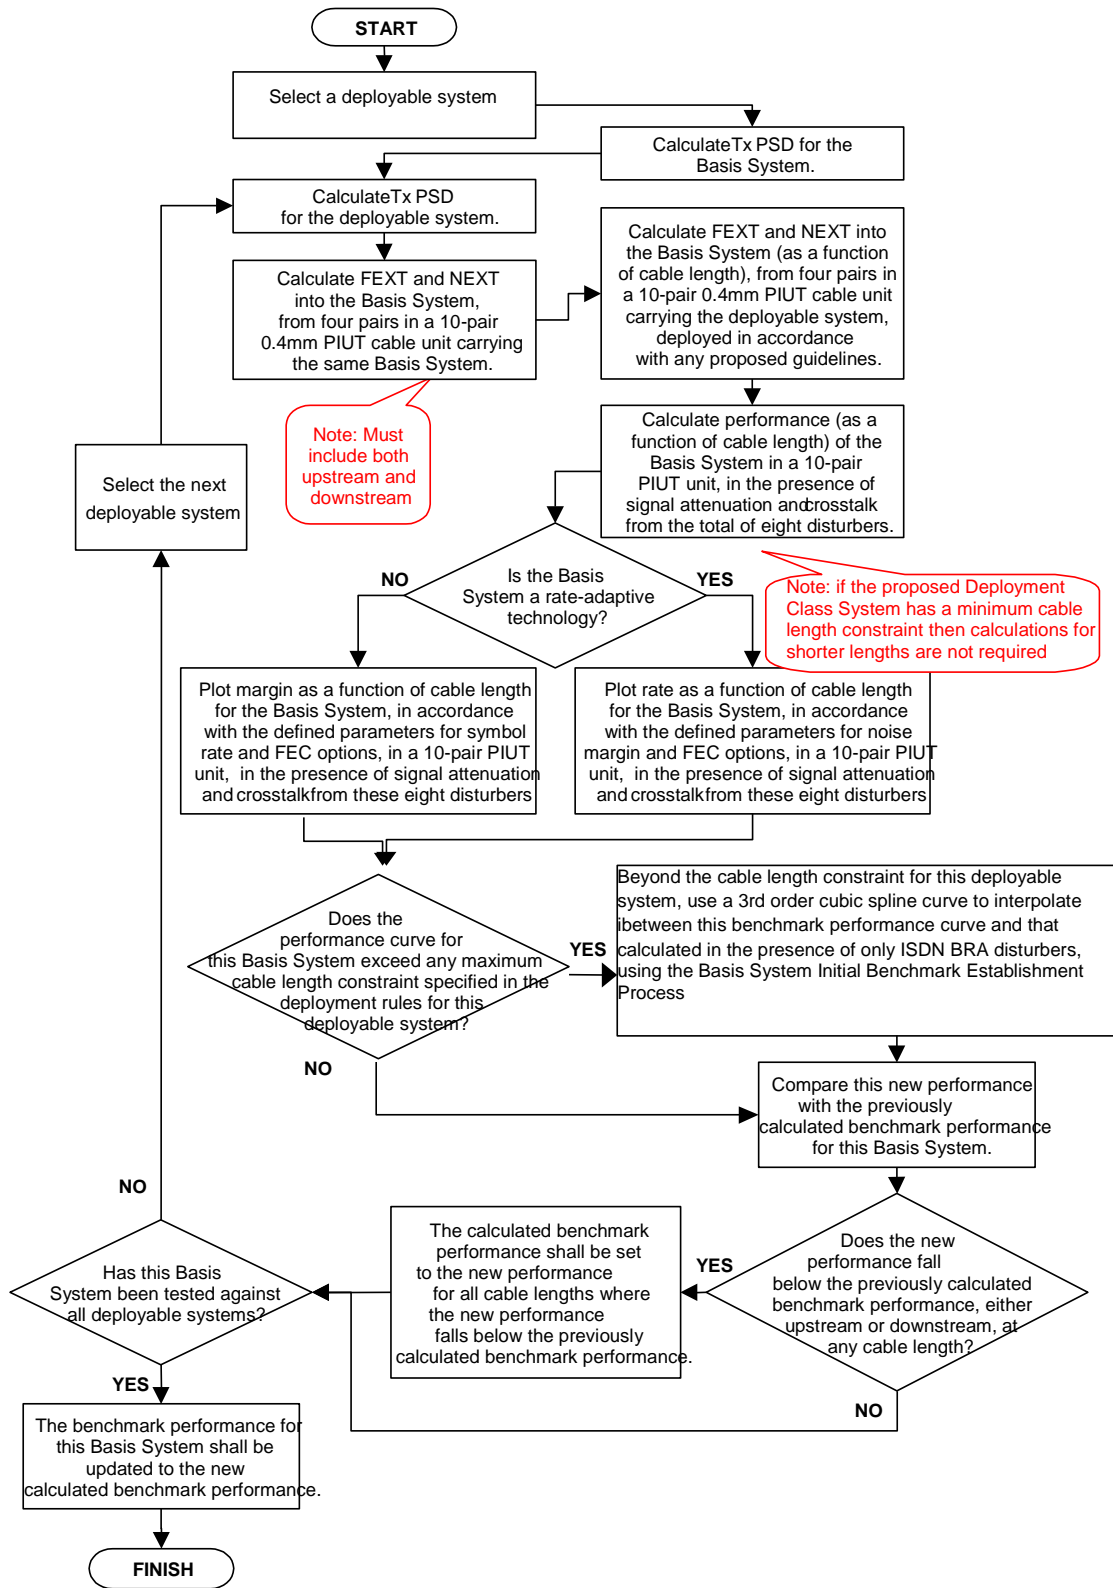 START
Select a deployable system
CalculateTx PSD for the
Basis System.
CalculateTx PSD
for the deployable system.
Calculate FEXT and NEXT
into the Basis System,
from four pairs in a 10-pair
0.4mm PIUT cable unit carrying
the same Basis System.
Calculate FEXT and NEXT into
the Basis System (as a function
of cable length), from four pairs in
a 10-pair 0.4mm PIUT cable unit
carrying the deployable system,
deployed in accordance
with any proposed guidelines.
Note: Must
include both
upstream and
downstream
Calculate performance (as a
function of cable length) of the
Basis System in a 10-pair
PIUT unit, in the presence of
signal attenuation andcrosstalk
from the total of eight disturbers.
Select the next
deployable system
NO
Is the Basis
System a rate-adaptive
technology?
YES
Note: if the proposed Deployment
Class System has a minimum cable
length constraint then calculations for
shorter lengths are not required
Plot margin as a function of cable length
for the Basis System, in accordance
with the defined parameters for symbol
rate and FEC options, in a 10-pair PIUT
unit, in the presence of signal attenuation
and crosstalkfrom these eight disturbers
Plot rate as a function of cable length
for the Basis System, in accordance
with the defined parameters for noise
margin and FEC options, in a 10-pair PIUT
unit, in the presence of signal attenuation
and crosstalkfrom these eight disturbers
Does the
performance curve for
this Basis System exceed any maximum
cable length constraint specified in the
deployment rules for this
deployable system?
YES
Beyond the cable length constraint for this deployable
system, use a 3rd order cubic spline curve to interpolate
ibetween this benchmark performance curve and that
calculated in the presence of only ISDN BRA disturbers,
using the Basis System Initial Benchmark Establishment
Process
NO
Compare this new performance
with the previously
calculated benchmark performance
for this Basis System.
NO
Has this Basis
System been tested against
all deployable systems?
The calculated benchmark
performance shall be set
to the new performance
for all cable lengths where
the new performance
falls below the previously
calculated benchmark performance.
YES
Does the new
performance fall
below the previously calculated
benchmark performance, either
upstream or downstream, at
any cable length?
YES
NO
The benchmark performance for
this Basis System shall be
updated to the new
calculated benchmark performance.
FINISH